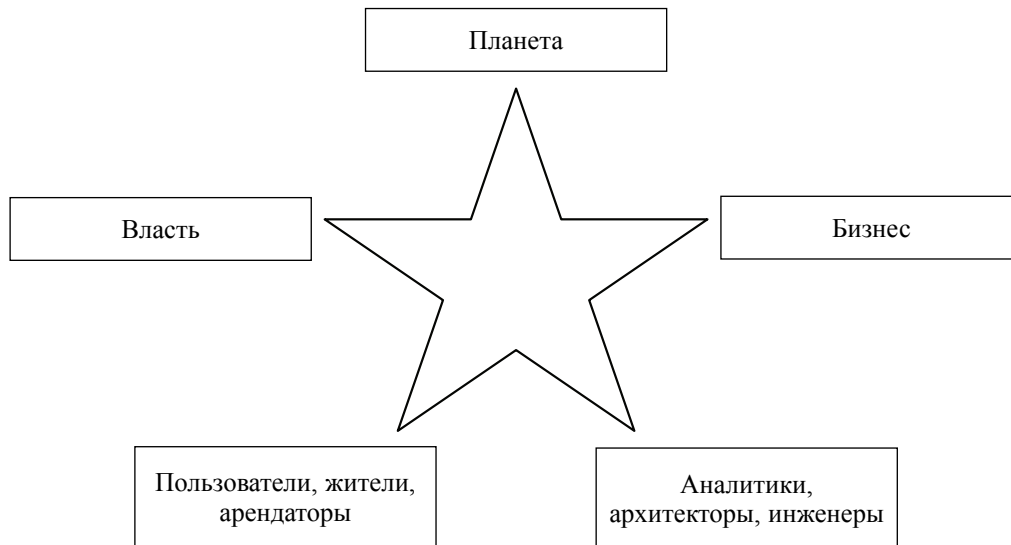 Планета
Власть
Бизнес
Пользователи, жители,
арендаторы
Аналитики,
архитекторы, инженеры